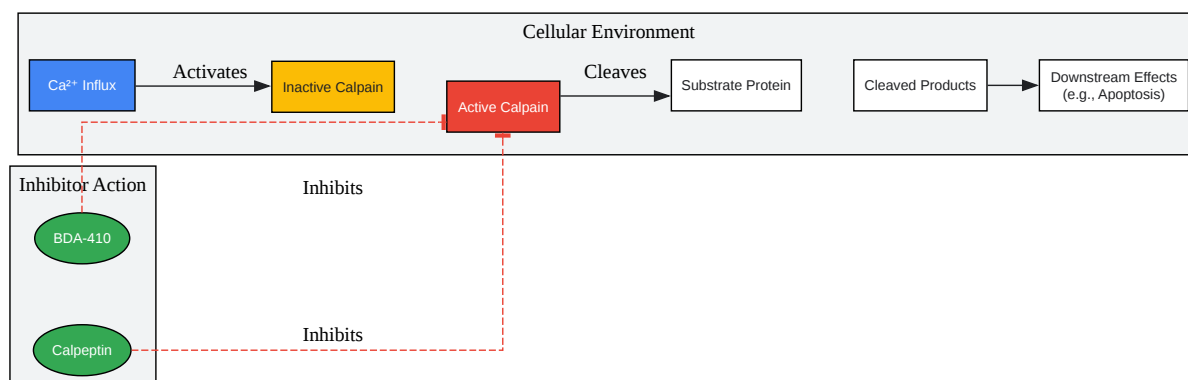 Cellular Environment
Ca²⁺ Influx
Activates
Inactive Calpain
Active Calpain
Cleaves
Substrate Protein
Cleaved Products
Downstream Effects
(e.g., Apoptosis)
Inhibitor Action
BDA-410
Inhibits
Calpeptin
Inhibits